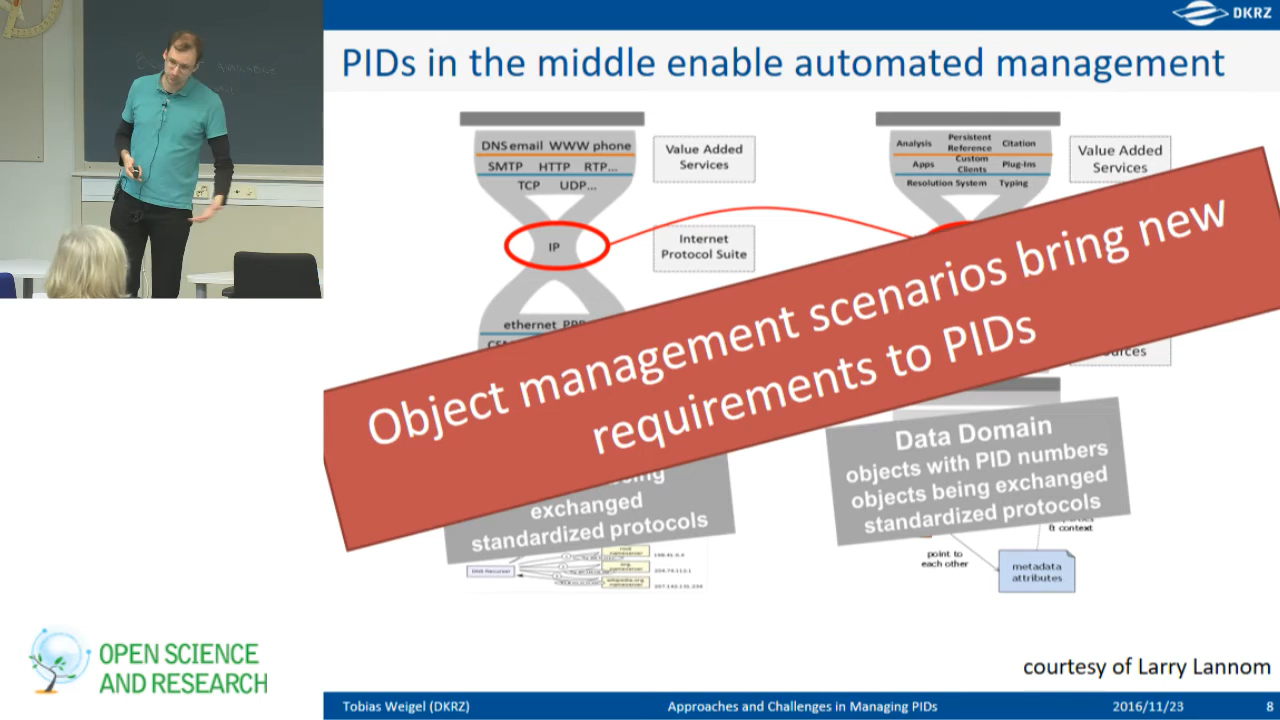 DKRZ
PIDs in the middle enable automated management
DNS email WWW phone
SMTP HTTP RTP...
TCP UDP...
Value Added
Services
IP
Internet
Protocol Suite
ethernet
Analysis Persistent Reference Citation
Apps Custom Clients Plug-Ins
Resolution System Typing
Value Added
Services
Object management scenarios bring new
requirements to PIDs
exchanged
standardized protocols
Data Domain
objects with PID numbers
objects being exchanged
standardized protocols
& context
point to
each other
metadata
attributes
OPEN SCIENCE
AND RESEARCH
courtesy of Larry Lannom
Tobias Weigel (DKRZ) Approaches and Challenges in Managing PIDs 2016/11/23 8